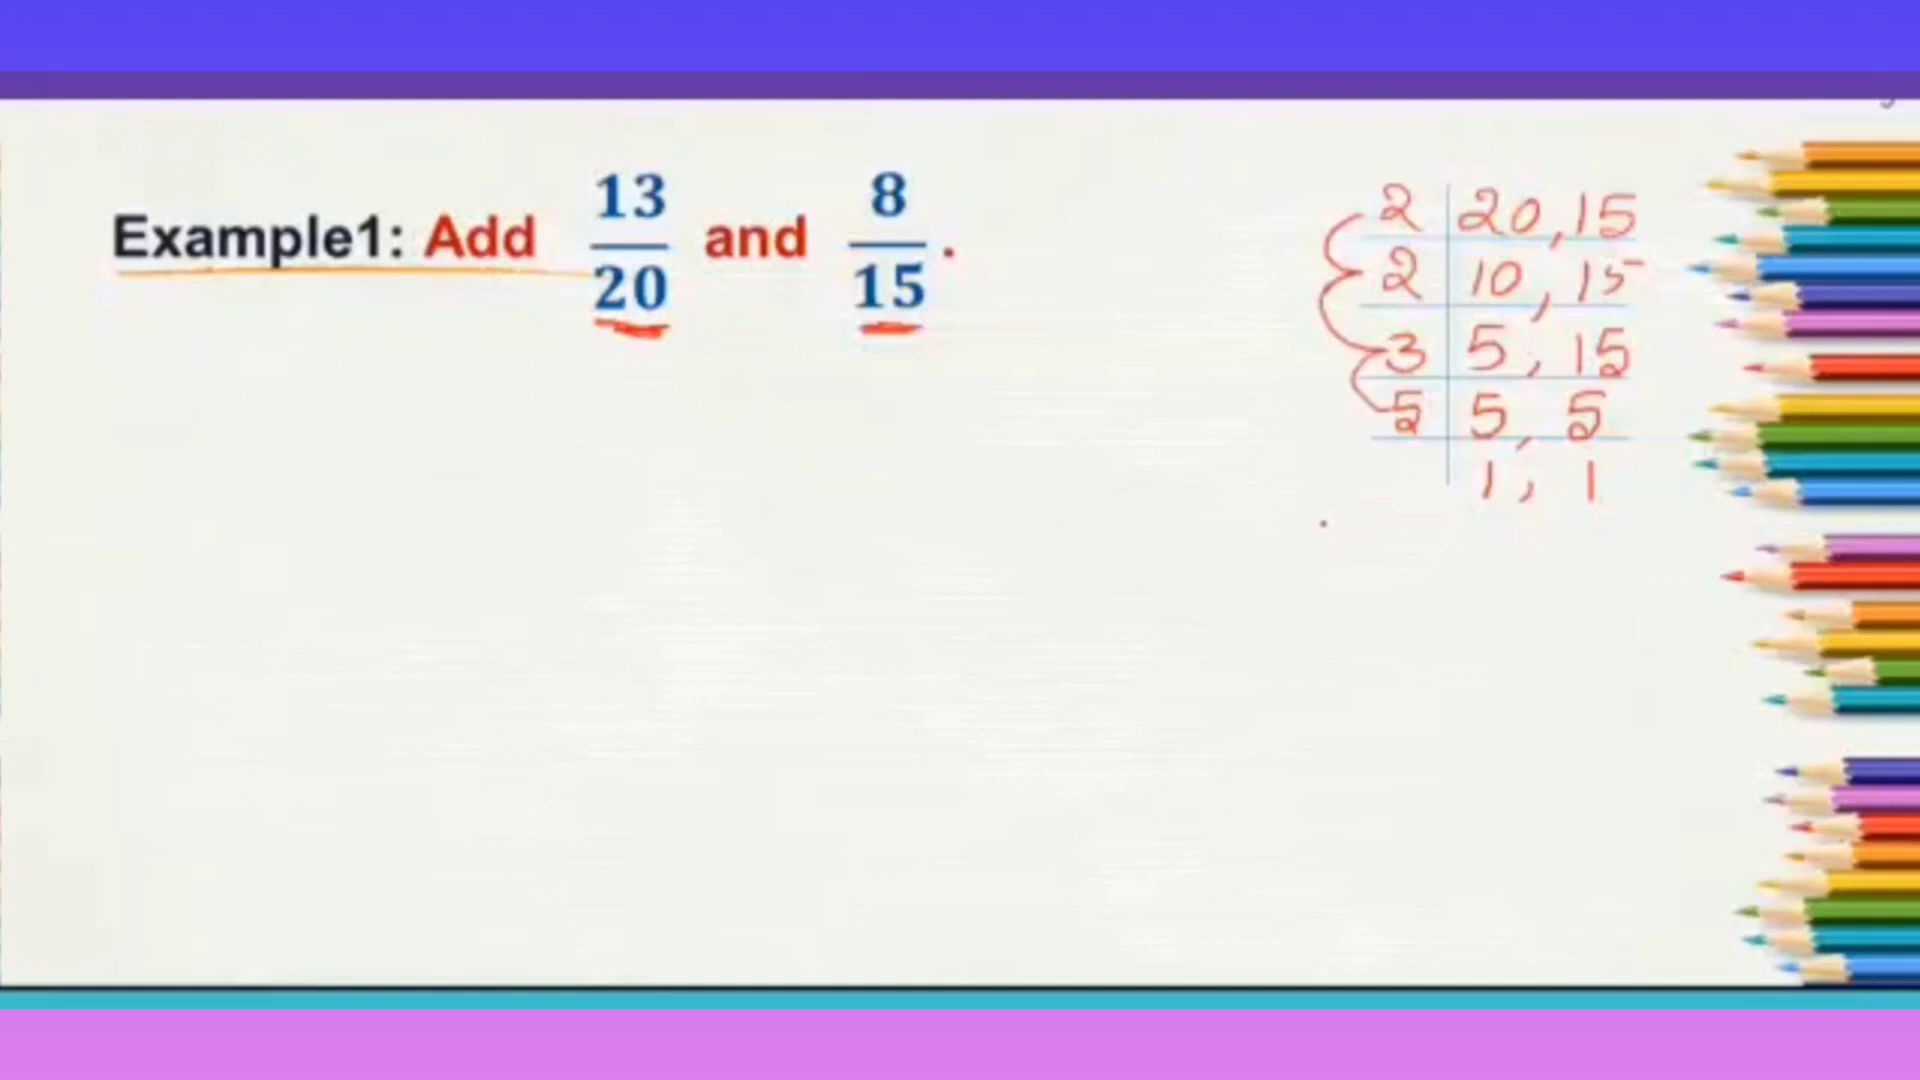 Example1: Add 13/20 and 8/15.
2 | 20, 15
2 | 10, 15
3 | 5, 15
5 | 5, 5
1, 1